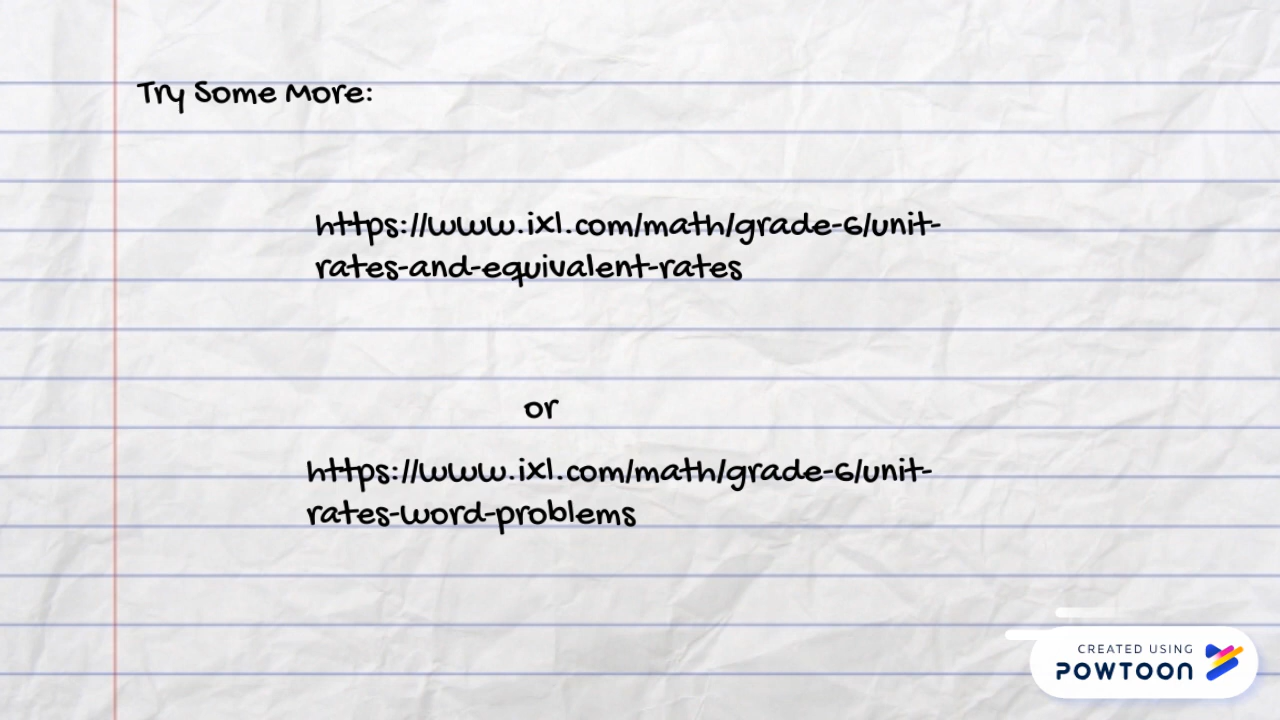 Try Some More:
https://www.ixl.com/math/grade-6/unit-
rates-and-equivalent-rates
or
https://www.ixl.com/math/grade-6/unit-
rates-word-problems
CREATED USING
POWTOON